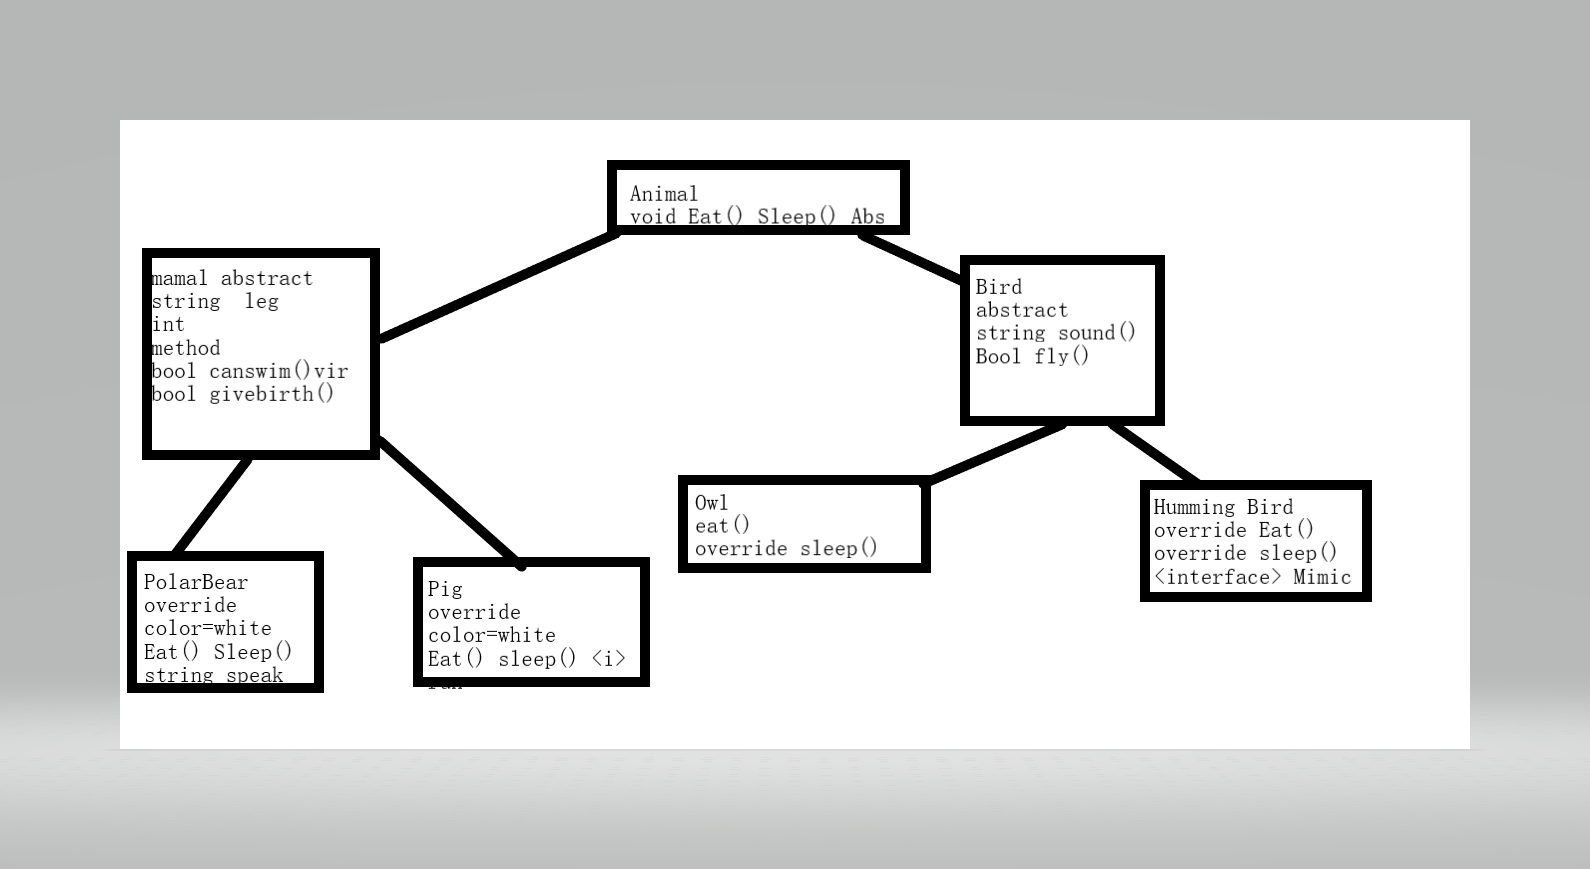 Animal
void Eat() Sleep() Abs
mamal abstract
string leg
int
method
bool canswim()vir
bool givebirth()
Bird
abstract
string sound()
Bool fly()
PolarBear
override
color=white
Eat() Sleep()
string speak
Pig
override
color=white
Eat() sleep() <i>
Owl
eat()
override sleep()
Humming Bird
override Eat()
override sleep()
<interface> Mimic